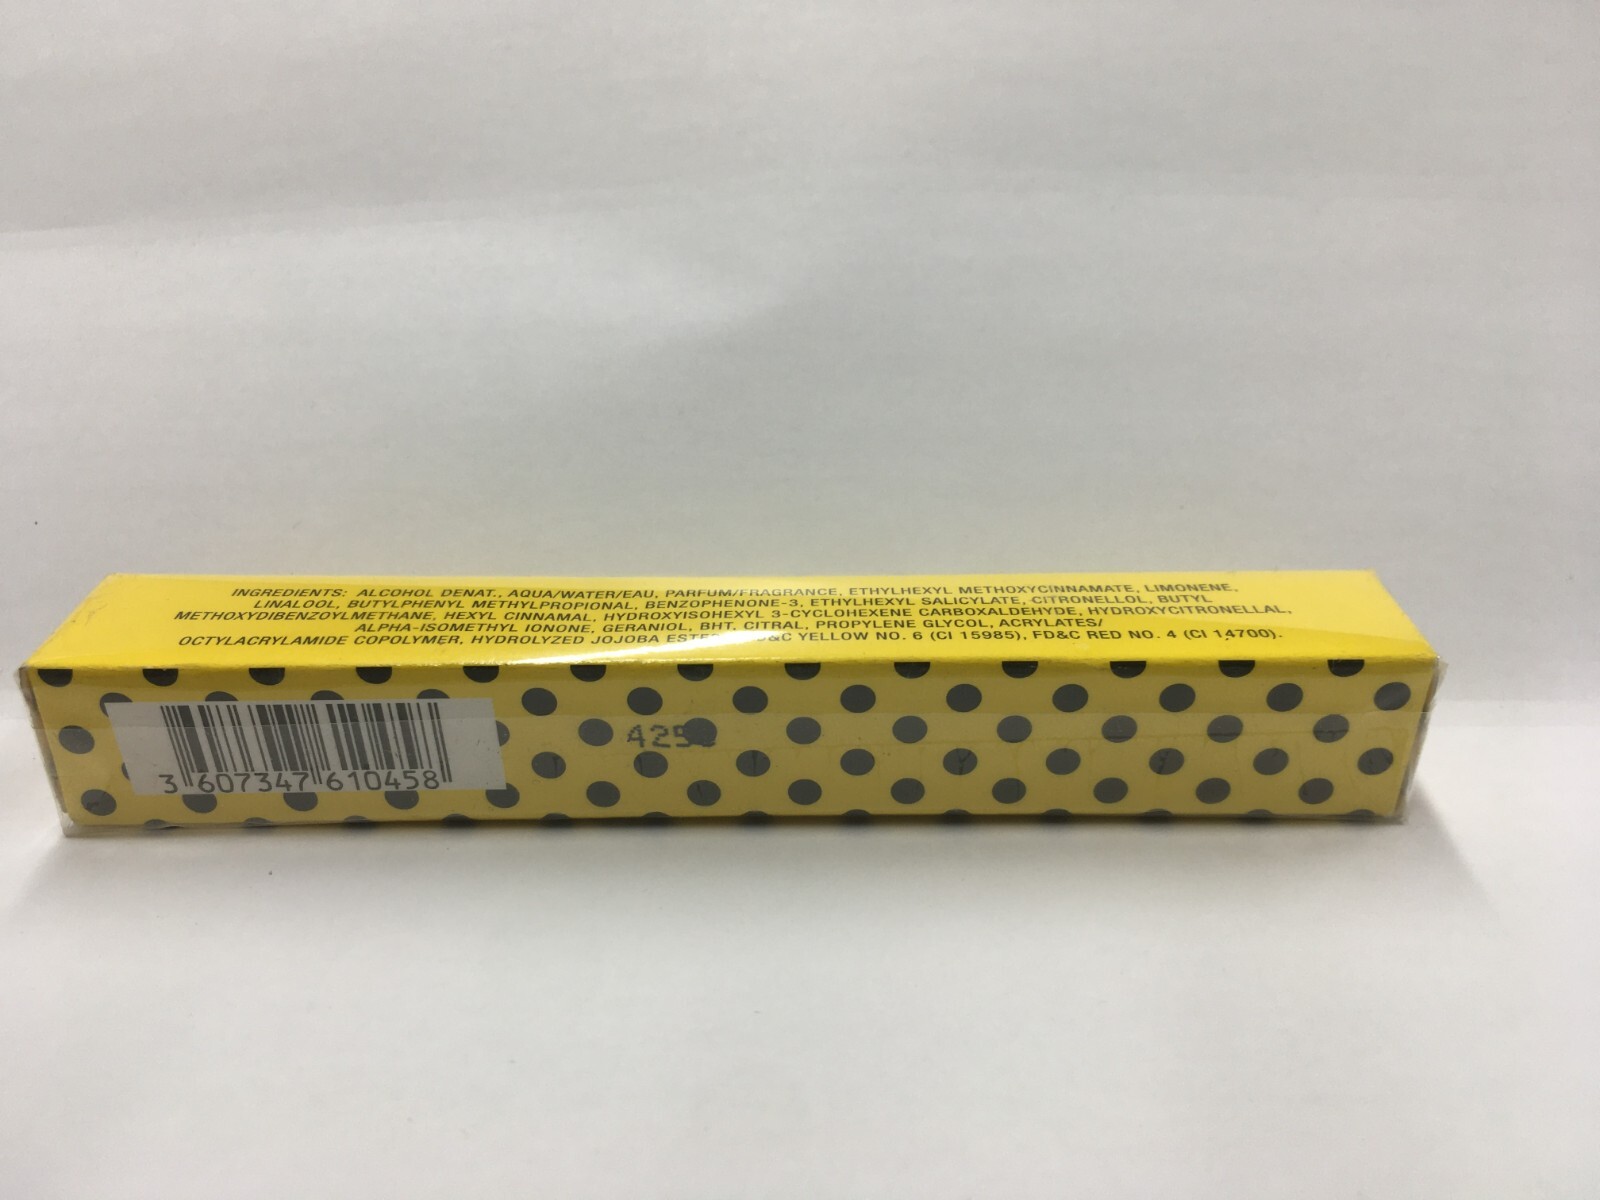 INGREDIENTS: ALCOHOL DENAT., AQUA/WATER/EAU, PARFUM/FRAGRANCE, ETHYLHEXYL METHOXYCINNAMATE, LIMONENE,
LINALOOL, BUTYLPHENYL METHYLPROPIONAL, BENZOPHENONE-3, ETHYLHEXYL SALICYLATE, CITRONELLOL, BUTYL
METHOXYDIBENZOYLMETHANE, HEXYL CINNAMAL, HYDROXYISOHEXYL 3-CYCLOHEXENE CARBOXALDEHYDE, HYDROXYCITRONELLAL,
ALPHA-ISOMETHYL IONONE, GERANIOL, BHT, CITRAL, PROPYLENE GLYCOL, ACRYLATES/
OCTYLACRYLAMIDE COPOLYMER, HYDROLYZED JOJOBA YELLOW NO. 6 (CI 15985), FD&C RED NO. 4 (CI 14700).
3 607347 610458